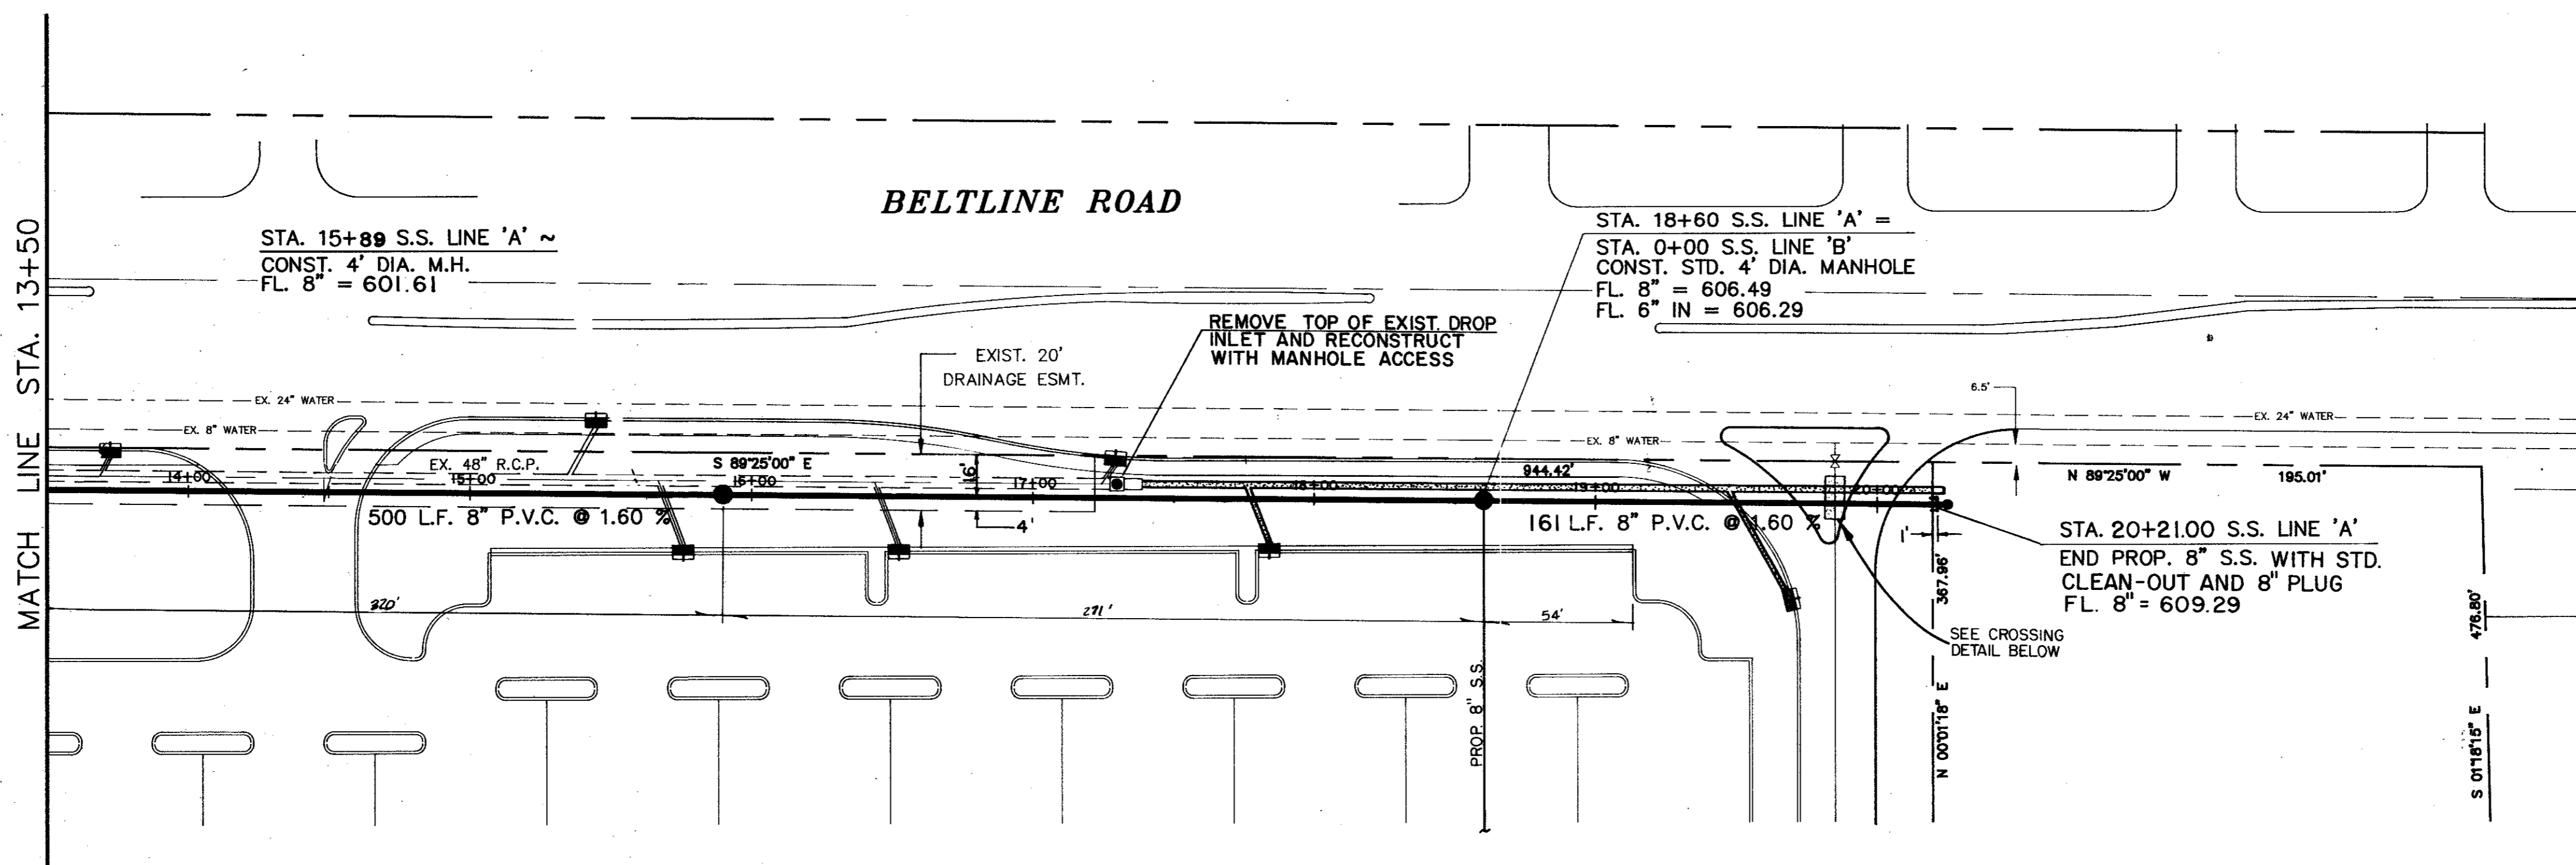 BELTLINE ROAD
MATCH LINE STA. 13+50
STA. 15+89 S.S. LINE 'A' ~
CONST. 4' DIA. M.H.
FL. 8" = 601.61
STA. 18+60 S.S. LINE 'A' =
STA. 0+00 S.S. LINE 'B'
CONST. STD. 4' DIA. MANHOLE
FL. 8" = 606.49
FL. 6" IN = 606.29
REMOVE TOP OF EXIST. DROP
INLET AND RECONSTRUCT
WITH MANHOLE ACCESS
EXIST. 20'
DRAINAGE ESMT.
6.5'
EX. 24" WATER
EX. 24" WATER
EX. 8" WATER
EX. 8" WATER
EX. 48" R.C.P.
S 89°25'00" E
944.42'
N 89°25'00" W
195.01'
14+00
15+00
16+00
17+00
18+00
19+00
20+00
16'
4'
500 L.F. 8" P.V.C. @ 1.60 %
161 L.F. 8" P.V.C. @ 1.60 %
1'
STA. 20+21.00 S.S. LINE 'A'
END PROP. 8" S.S. WITH STD.
CLEAN-OUT AND 8" PLUG
FL. 8" = 609.29
320'
271'
54'
SEE CROSSING
DETAIL BELOW
PROP. 8" S.S.
N 00°01'18" E 367.96'
S 01°18'15" E 476.80'